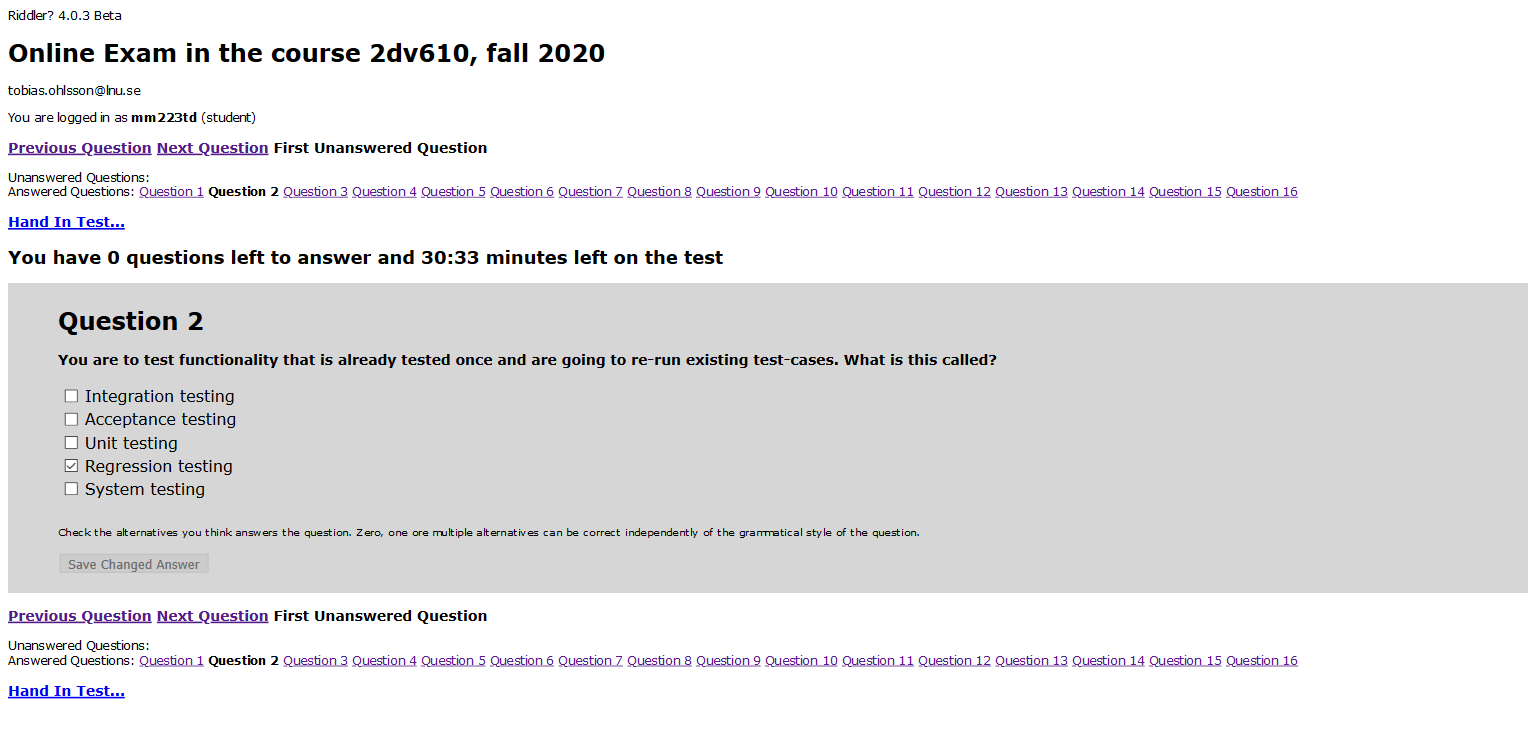 Riddler? 4.0.3 Beta
Online Exam in the course 2dv610, fall 2020
tobias.ohlsson@lnu.se
You are logged in as mm223td (student)
Previous Question Next Question First Unanswered Question
Unanswered Questions:
Answered Questions: Question 1 Question 2 Question 3 Question 4 Question 5 Question 6 Question 7 Question 8 Question 9 Question 10 Question 11 Question 12 Question 13 Question 14 Question 15 Question 16
Hand In Test...
You have 0 questions left to answer and 30:33 minutes left on the test
Question 2
You are to test functionality that is already tested once and are going to re-run existing test-cases. What is this called?
Integration testing
Acceptance testing
Unit testing
Regression testing
System testing
Check the alternatives you think answers the question. Zero, one ore multiple alternatives can be correct independently of the grammatical style of the question.
Save Changed Answer
Previous Question Next Question First Unanswered Question
Unanswered Questions:
Answered Questions: Question 1 Question 2 Question 3 Question 4 Question 5 Question 6 Question 7 Question 8 Question 9 Question 10 Question 11 Question 12 Question 13 Question 14 Question 15 Question 16
Hand In Test...